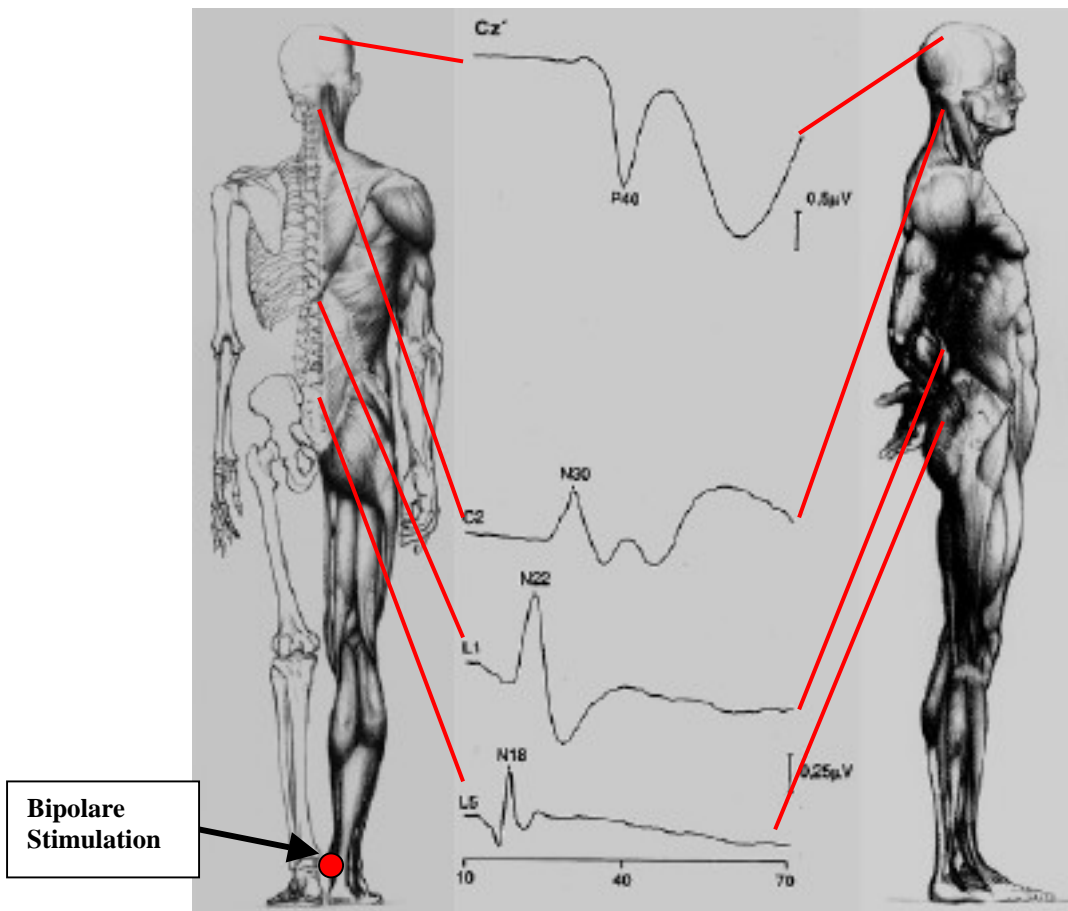 Cz´
P40
0,5µV
N30
C2
N22
L1
0,25µV
N18
L5
Bipolare
Stimulation
10 40 70